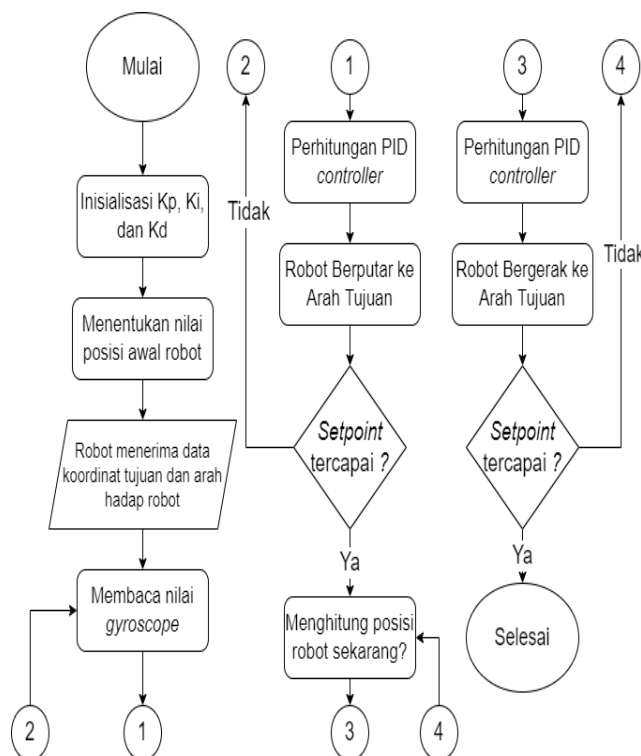 Mulai
Inisialisasi Kp, Ki,
dan Kd
Menentukan nilai
posisi awal robot
Robot menerima data
koordinat tujuan dan arah
hadap robot
Membaca nilai
gyroscope
2
1
2
Tidak
1
Perhitungan PID
controller
Robot Berputar ke
Arah Tujuan
Setpoint
tercapai ?
Ya
Menghitung posisi
robot sekarang?
3
4
3
Perhitungan PID
controller
Robot Bergerak ke
Arah Tujuan
Setpoint
tercapai ?
Ya
Selesai
4
Tidak